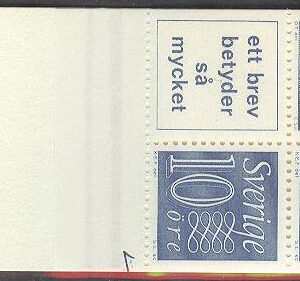 ett brev
betyder
så
mycket
Sverige
10
öre